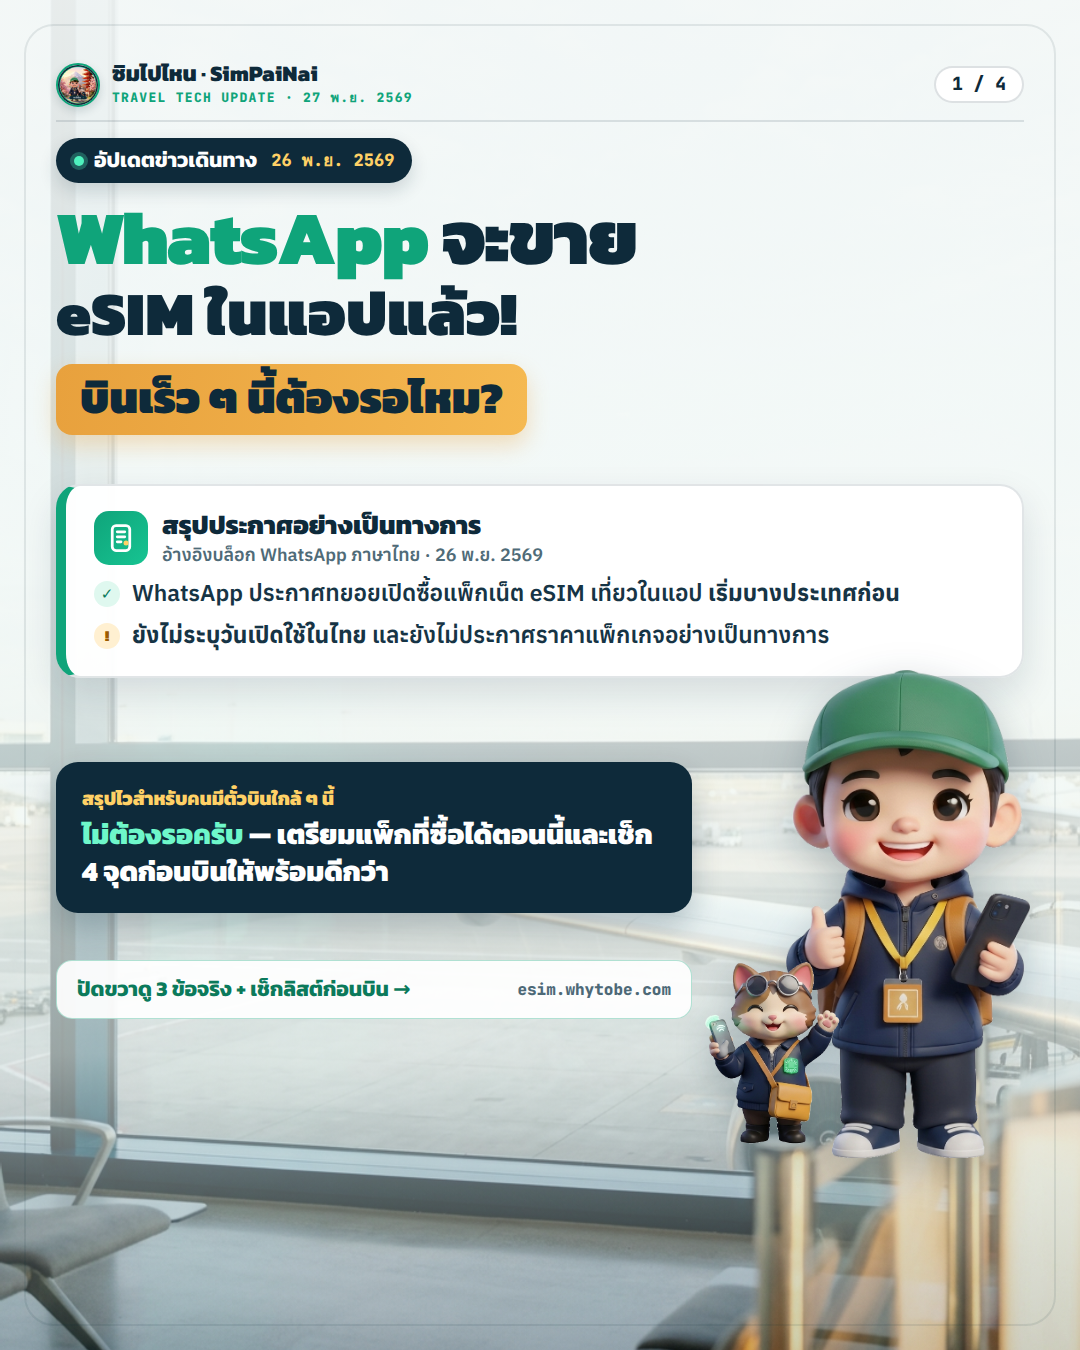 ซิมไปไหน · SimPaiNai
TRAVEL TECH UPDATE · 27 พ.ย. 2569
1 / 4
อัปเดตข่าวเดินทาง 26 พ.ย. 2569
WhatsApp จะขาย
eSIM ในแอปแล้ว!
บินเร็ว ๆ นี้ต้องรอไหม?
สรุปประกาศอย่างเป็นทางการ
อ้างอิงบล็อก WhatsApp ภาษาไทย · 26 พ.ย. 2569
✓ WhatsApp ประกาศทยอยเปิดซื้อแพ็กเน็ต eSIM เที่ยวในแอป เริ่มบางประเทศก่อน
! ยังไม่ระบุวันเปิดใช้ในไทย และยังไม่ประกาศราคาแพ็กเกจอย่างเป็นทางการ
สรุปไวสำหรับคนมีตั๋วบินใกล้ ๆ นี้
ไม่ต้องรอครับ — เตรียมแพ็กที่ซื้อได้ตอนนี้และเช็ก
4 จุดก่อนบินให้พร้อมดีกว่า
ปัดขวาดู 3 ข้อจริง + เช็กลิสต์ก่อนบิน →
esim.whytobe.com